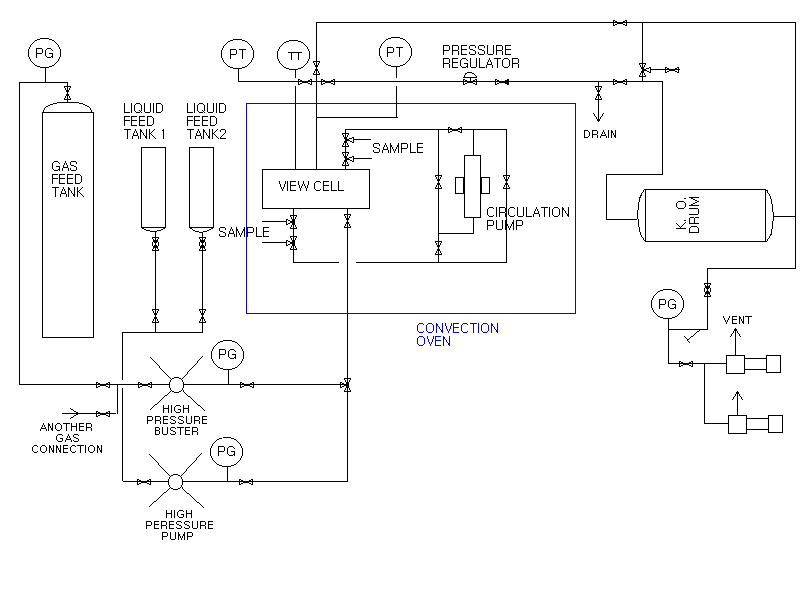 PG
PT
TT
PT
PRESSURE
REGULATOR
LIQUID
FEED
TANK 1
LIQUID
FEED
TANK2
DRAIN
SAMPLE
GAS
FEED
TANK
VIEW CELL
K. O.
DRUM
CIRCULATION
PUMP
SAMPLE
PG
VENT
CONVECTION
OVEN
PG
HIGH
PRESSURE
BUSTER
ANOTHER
GAS
CONNECTION
PG
HIGH
PERESSURE
PUMP